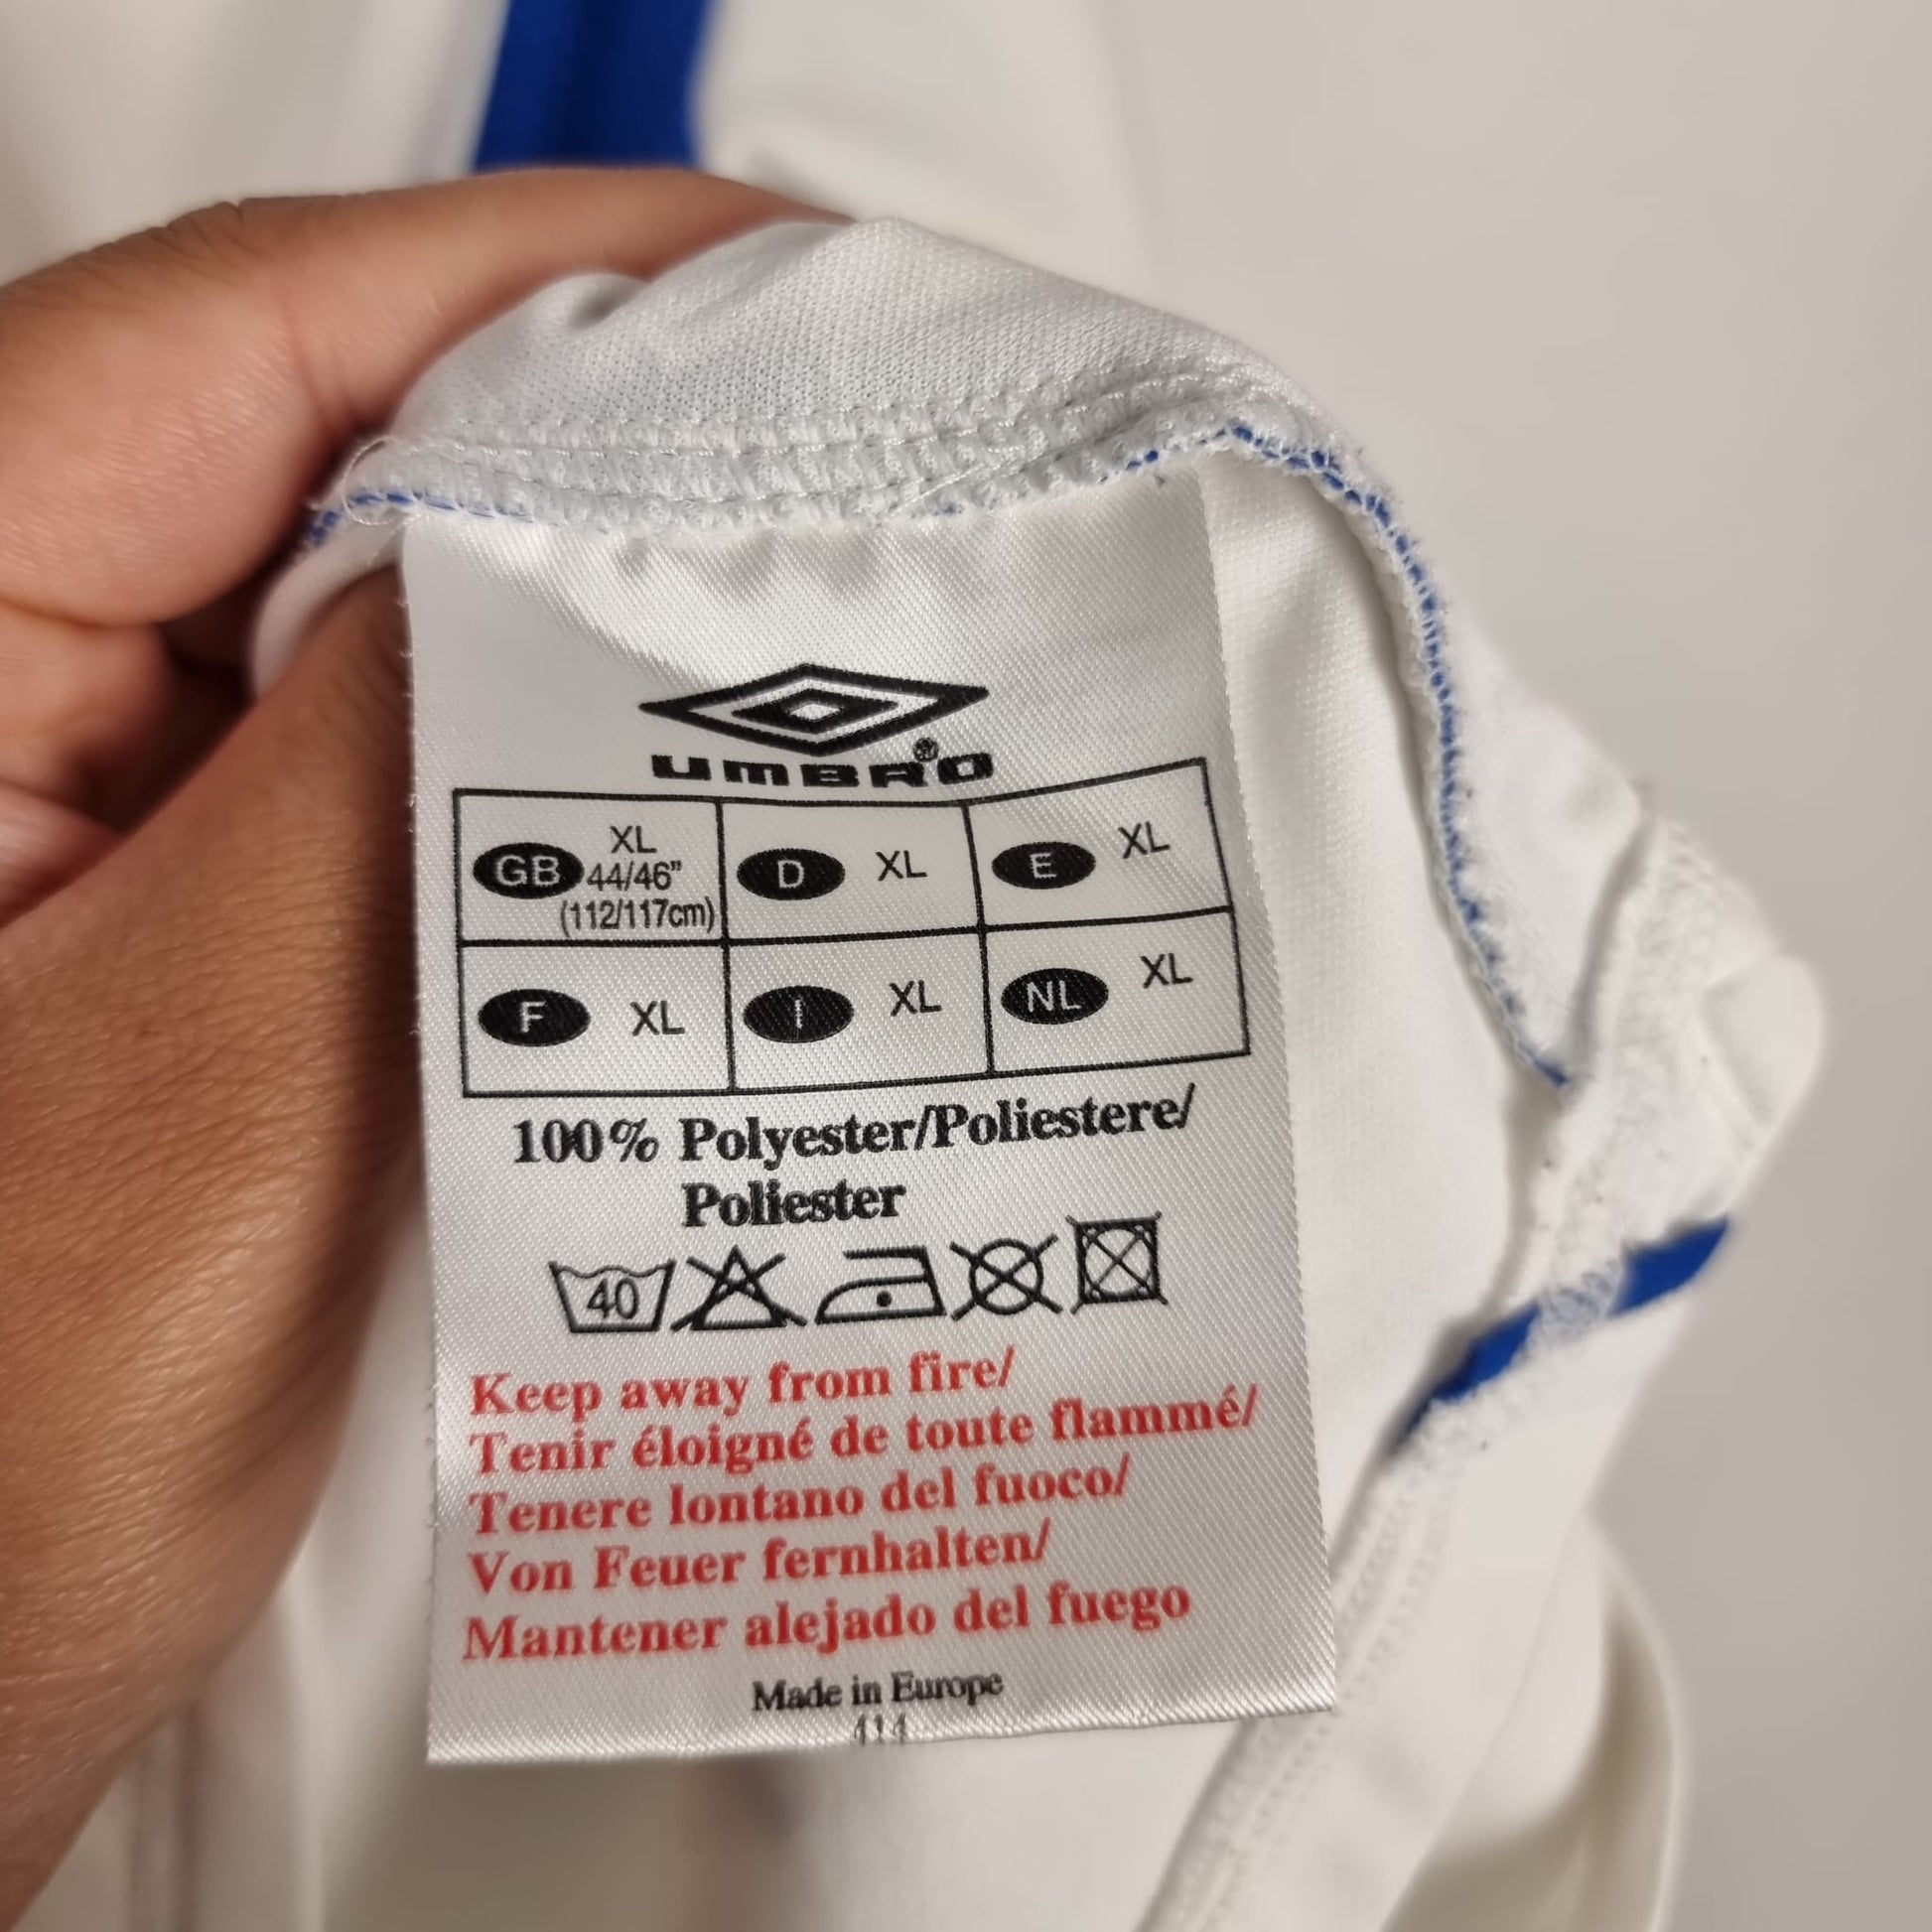 UMBRO®
GB XL 44/46" (112/117cm)
D XL
E XL
F XL
I XL
NL XL
100% Polyester/Poliestere/
Poliester
40
Keep away from fire/
Tenir éloigné de toute flammé/
Tenere lontano del fuoco/
Von Feuer fernhalten/
Mantener alejado del fuego
Made in Europe
414